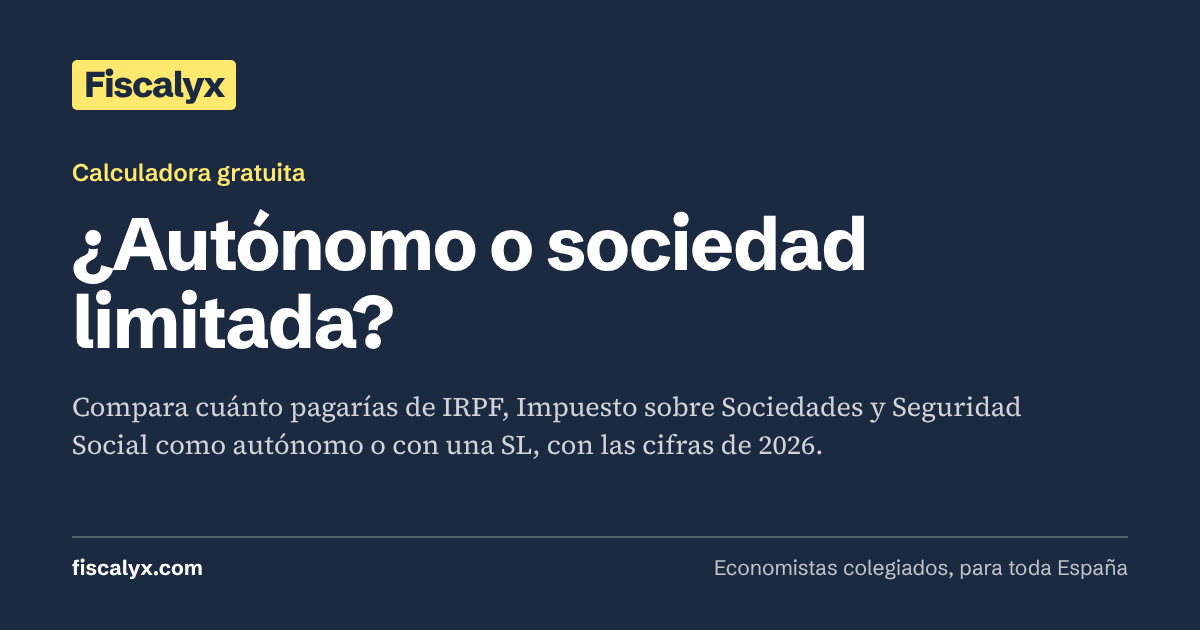 Fiscalyx
Calculadora gratuita
¿Autónomo o sociedad
limitada?
Compara cuánto pagarías de IRPF, Impuesto sobre Sociedades y Seguridad
Social como autónomo o con una SL, con las cifras de 2026.
fiscalyx.com
Economistas colegiados, para toda España